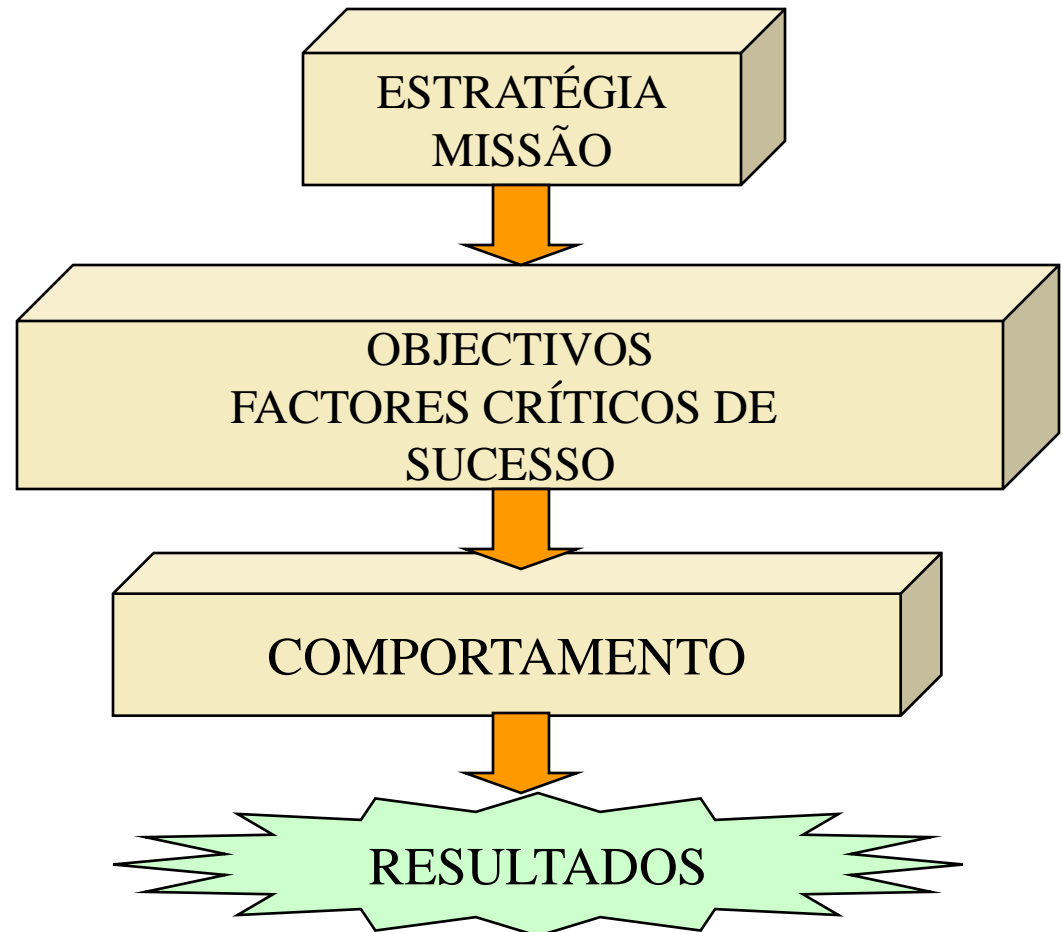 ESTRATÉGIA
MISSÃO
OBJECTIVOS
FACTORES CRÍTICOS DE
SUCESSO
COMPORTAMENTO
RESULTADOS